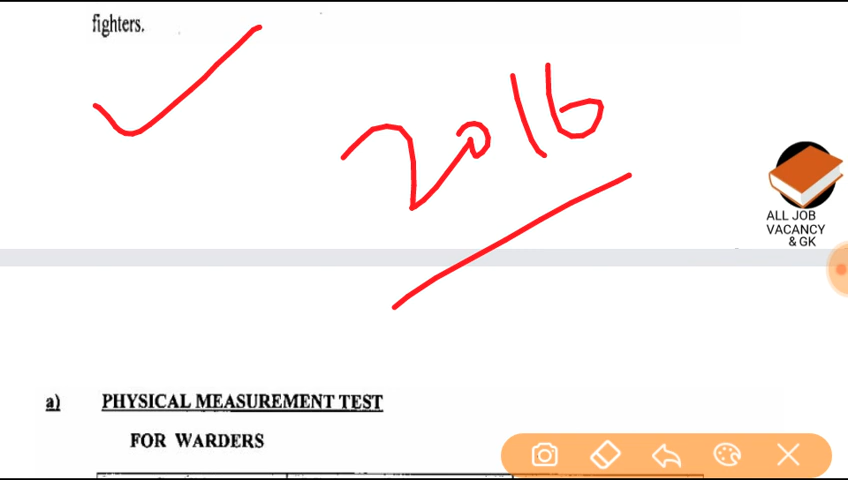 fighters.
2016
ALL JOB
VACANCY
& GK
a) PHYSICAL MEASUREMENT TEST
FOR WARDERS